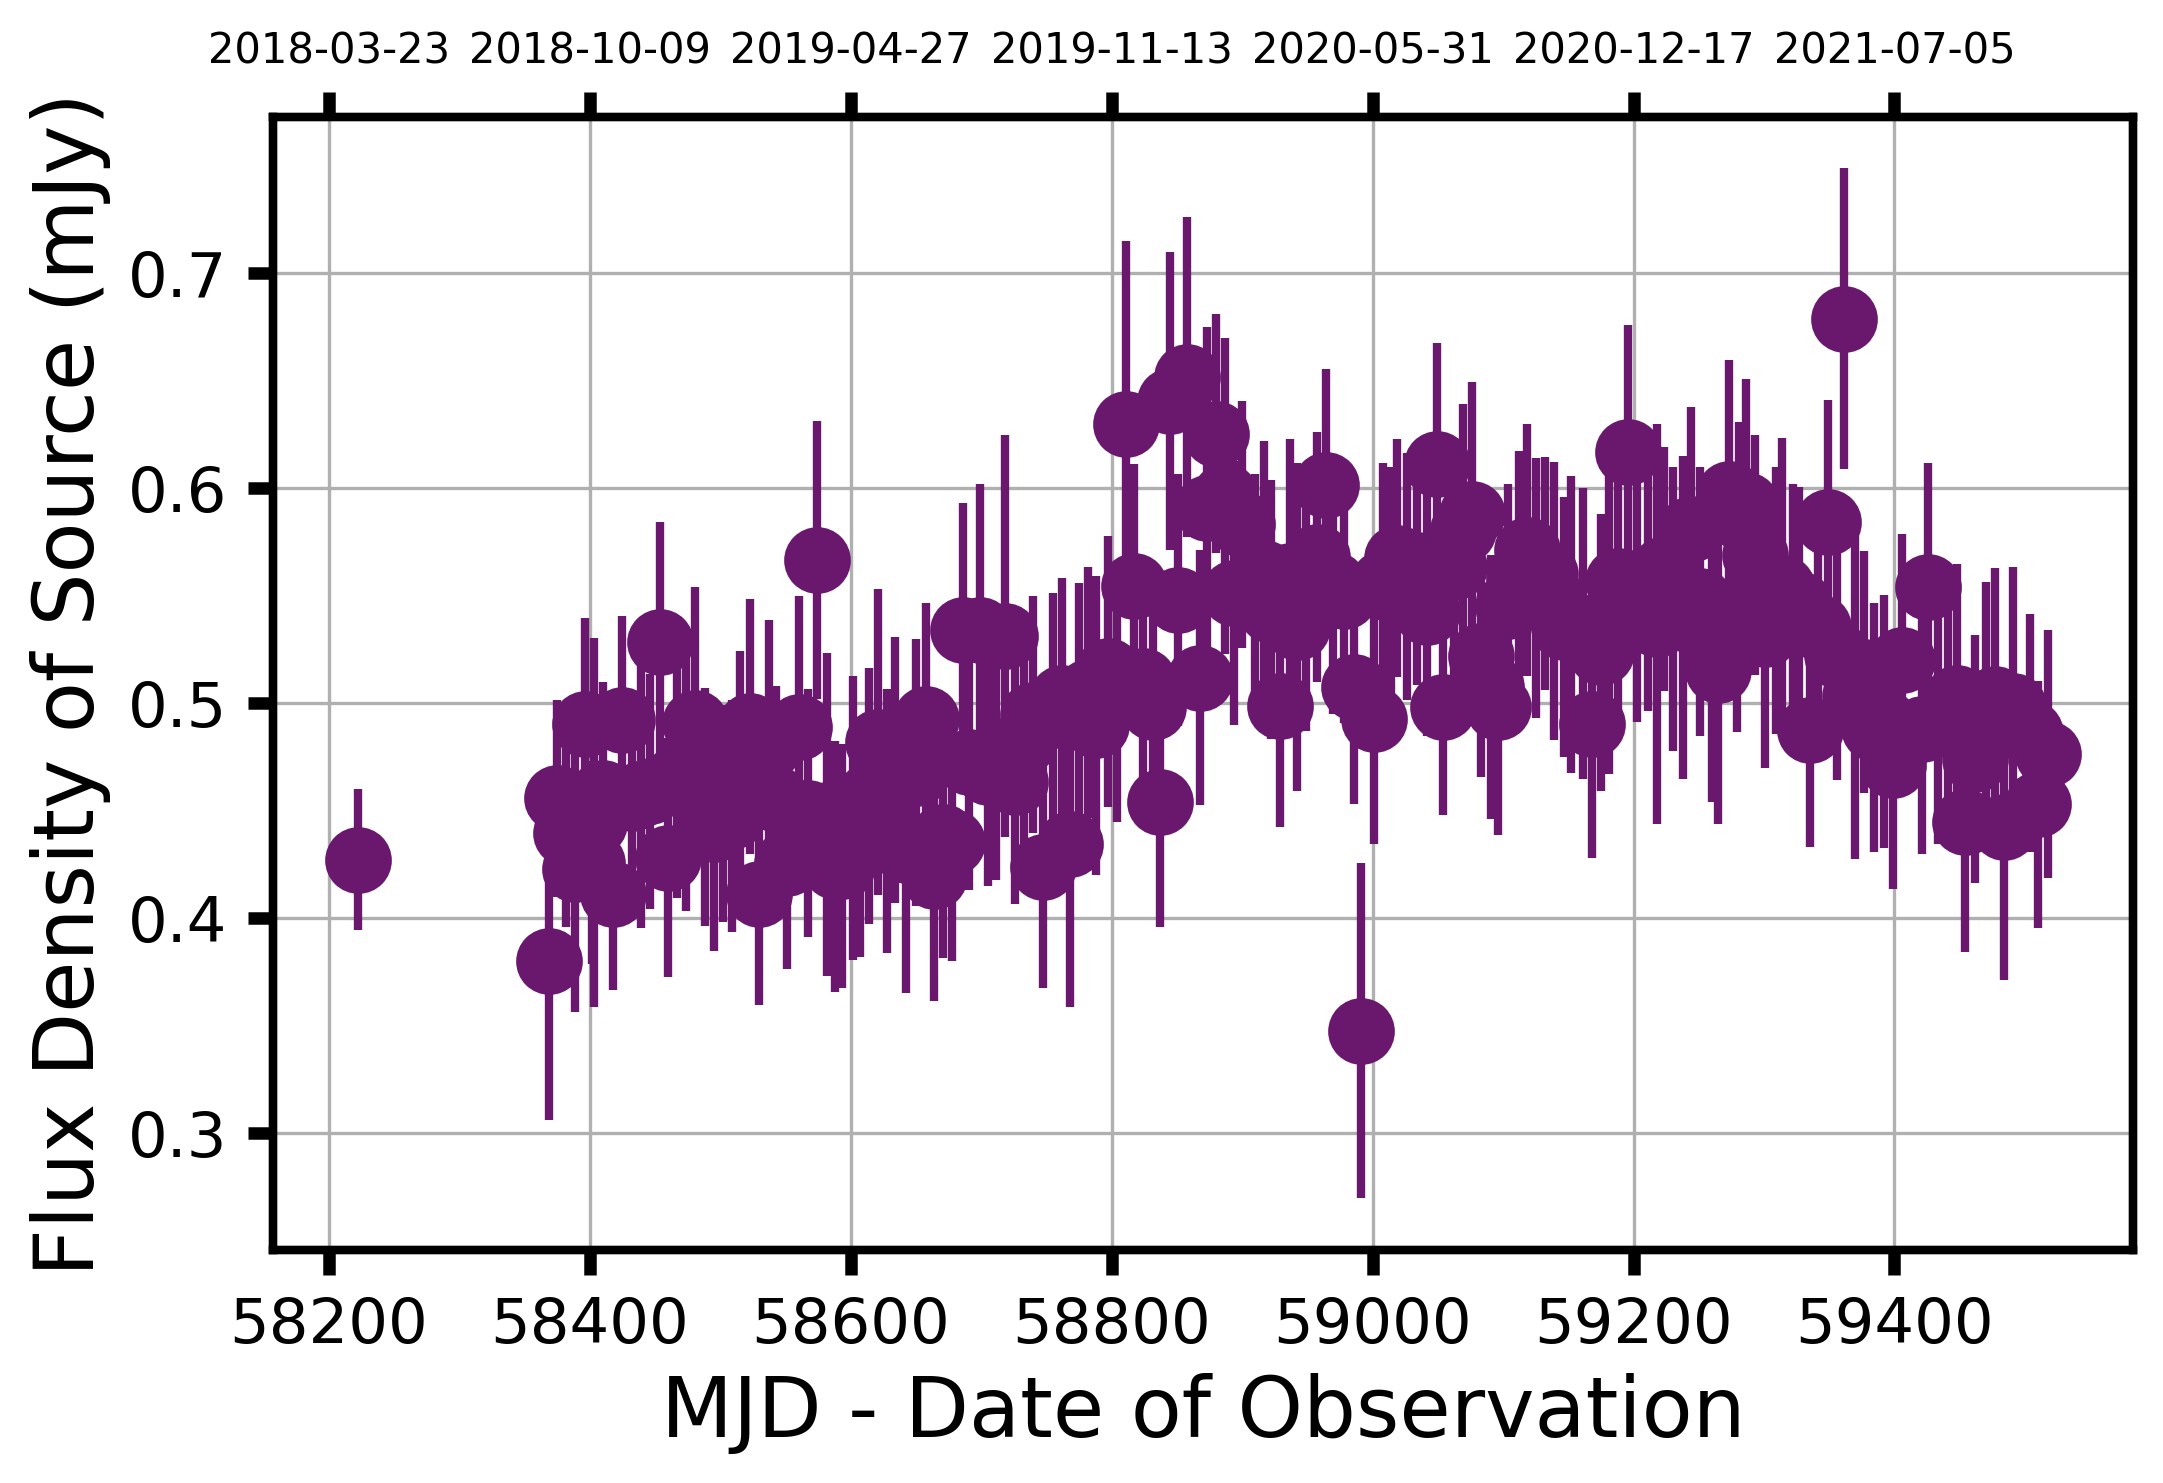 2018-03-23 2018-10-09 2019-04-27 2019-11-13 2020-05-31 2020-12-17 2021-07-05
Flux Density of Source (mJy)
0.7
0.6
0.5
0.4
0.3
58200 58400 58600 58800 59000 59200 59400
MJD - Date of Observation